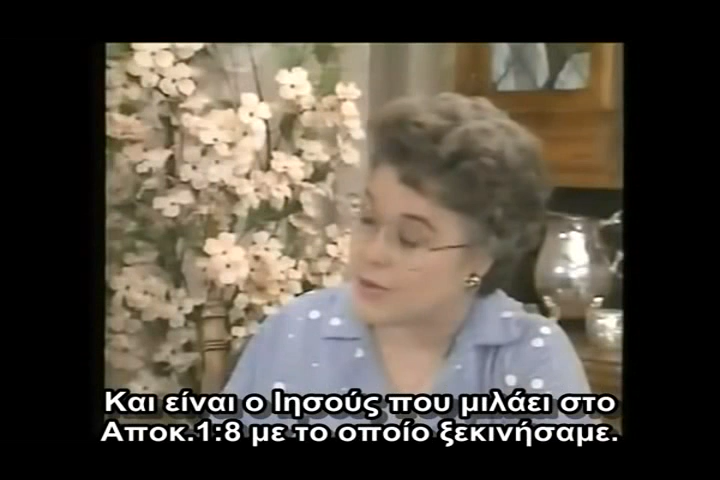 Και είναι ο Ιησούς που μιλάει στο
Αποκ.1:8 με το οποίο ξεκινήσαμε.